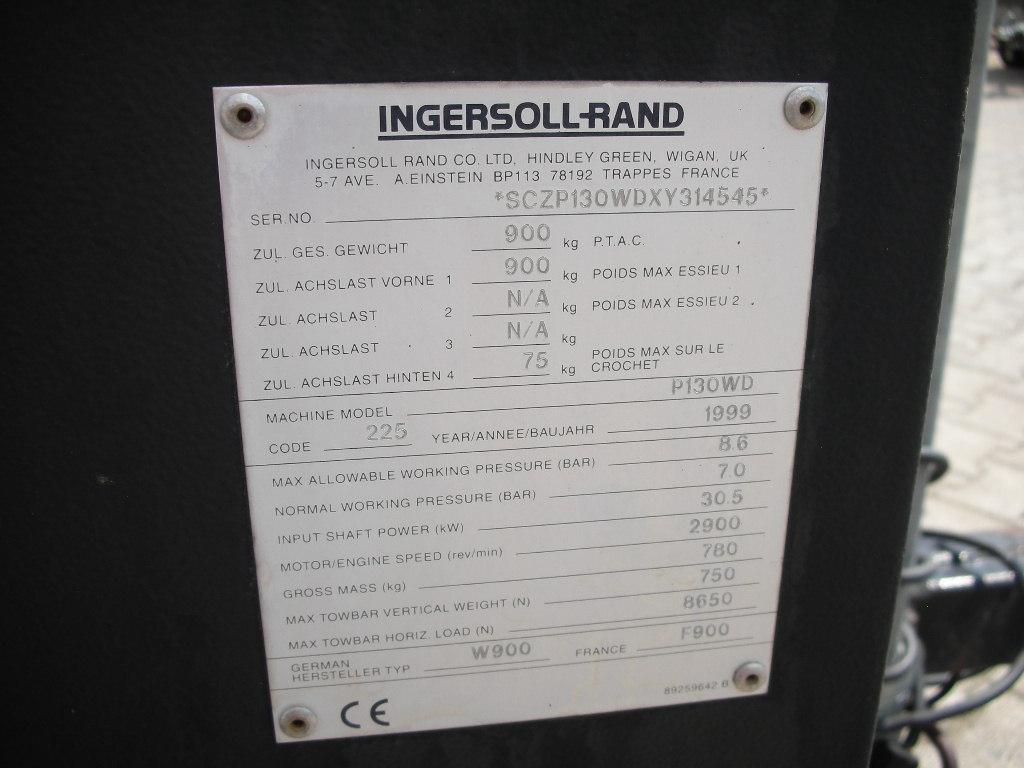 INGERSOLL-RAND
INGERSOLL RAND CO. LTD, HINDLEY GREEN, WIGAN, UK
5-7 AVE. A.EINSTEIN BP113 78192 TRAPPES FRANCE
SER.NO. *SCZP130WDXY314545*
ZUL. GES. GEWICHT 900 kg P.T.A.C.
ZUL. ACHSLAST VORNE 1 900 kg POIDS MAX ESSIEU 1
ZUL. ACHSLAST 2 N/A kg POIDS MAX ESSIEU 2
ZUL. ACHSLAST 3 N/A kg
ZUL. ACHSLAST HINTEN 4 75 kg POIDS MAX SUR LE CROCHET
MACHINE MODEL P130WD
CODE 225 YEAR/ANNEE/BAUJAHR 1999
MAX ALLOWABLE WORKING PRESSURE (BAR) 8.6
NORMAL WORKING PRESSURE (BAR) 7.0
INPUT SHAFT POWER (kW) 30.5
MOTOR/ENGINE SPEED (rev/min) 2900
GROSS MASS (kg) 780
MAX TOWBAR VERTICAL WEIGHT (N) 750
MAX TOWBAR HORIZ. LOAD (N) 8650
GERMAN HERSTELLER TYP W900 FRANCE F900
89259642 B
CE